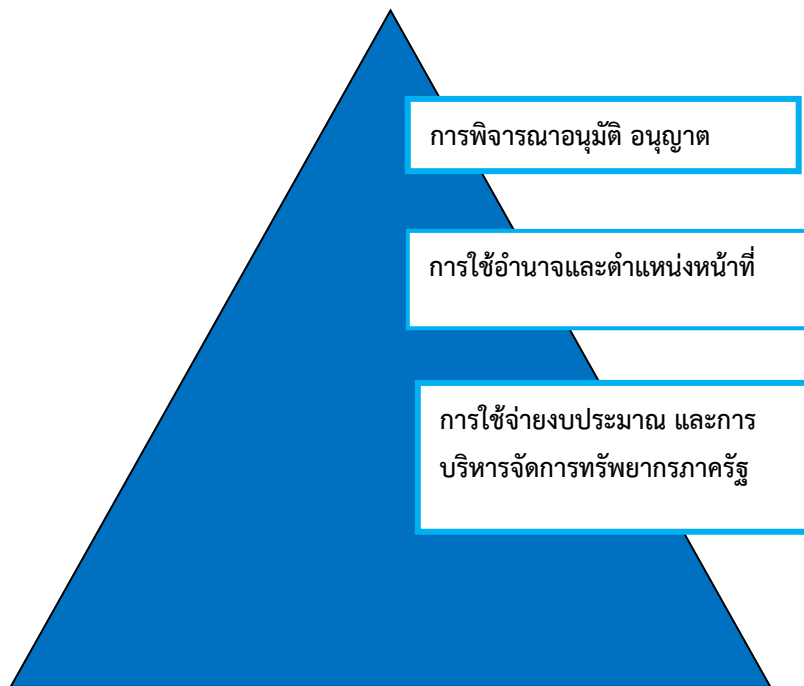 การพิจารณาอนุมัติ อนุญาต
การใช้อำนาจและตำแหน่งหน้าที่
การใช้จ่ายงบประมาณ และการ
บริหารจัดการทรัพยากรภาครัฐ